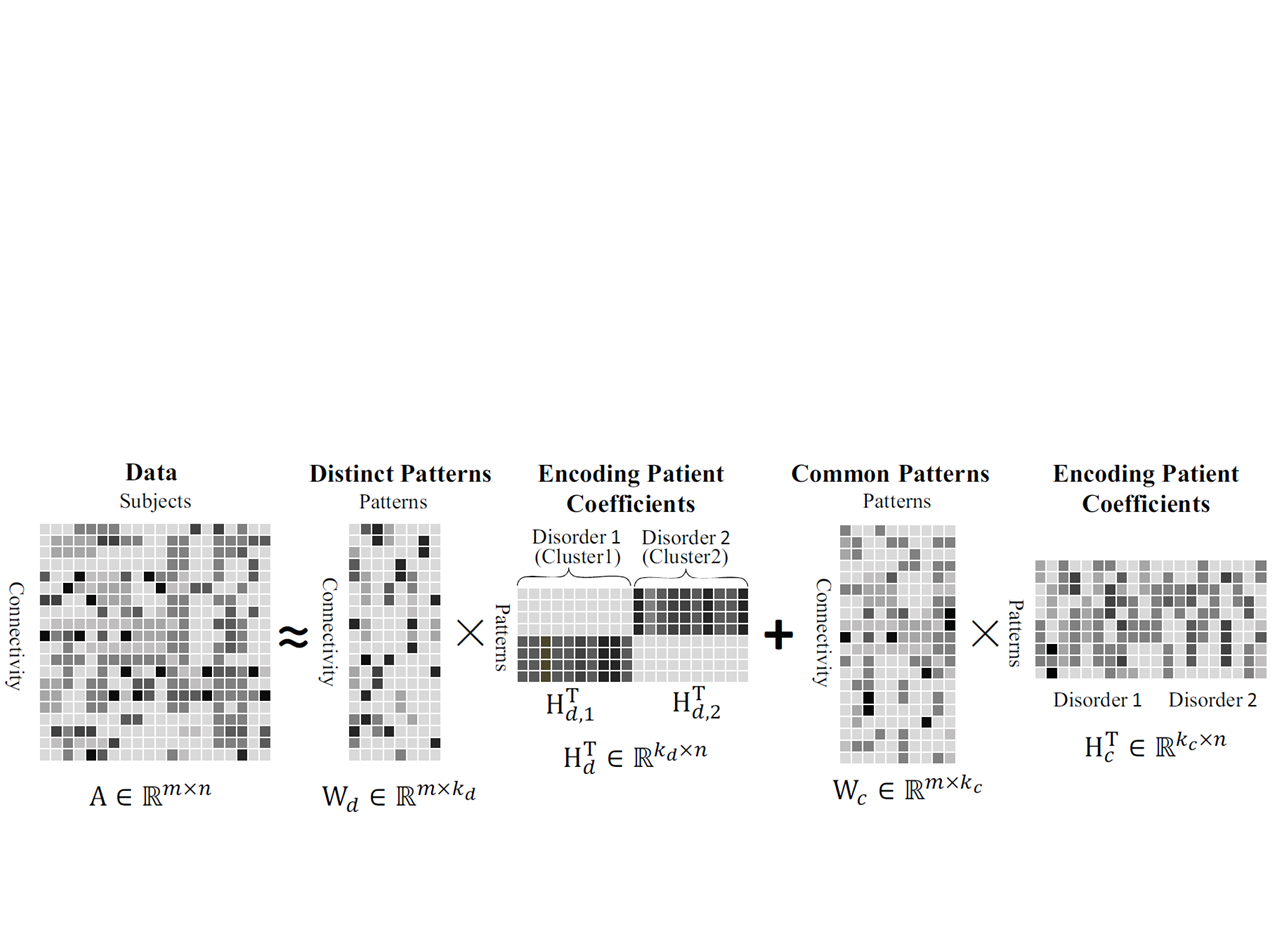 Data
Subjects
Connectivity
A ∈ ℝ^{m×n}
≈
Distinct Patterns
Patterns
Connectivity
W_d ∈ ℝ^{m×k_d}
×
Encoding Patient
Coefficients
Disorder 1
(Cluster1)
Disorder 2
(Cluster2)
Patterns
H^T_{d,1}
H^T_{d,2}
H^T_d ∈ ℝ^{k_d×n}
+
Common Patterns
Patterns
Connectivity
W_c ∈ ℝ^{m×k_c}
×
Encoding Patient
Coefficients
Patterns
Disorder 1
Disorder 2
H^T_c ∈ ℝ^{k_c×n}